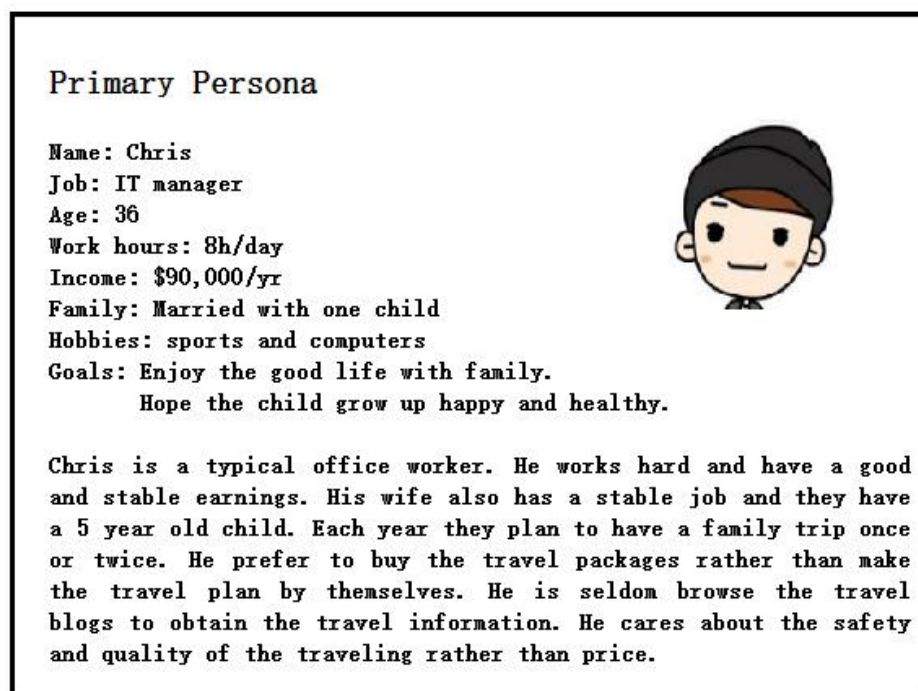 Primary Persona
Name: Chris
Job: IT manager
Age: 36
Work hours: 8h/day
Income: $90,000/yr
Family: Married with one child
Hobbies: sports and computers
Goals: Enjoy the good life with family.
Hope the child grow up happy and healthy.
Chris is a typical office worker. He works hard and have a good
and stable earnings. His wife also has a stable job and they have
a 5 year old child. Each year they plan to have a family trip once
or twice. He prefer to buy the travel packages rather than make
the travel plan by themselves. He is seldom browse the travel
blogs to obtain the travel information. He cares about the safety
and quality of the traveling rather than price.